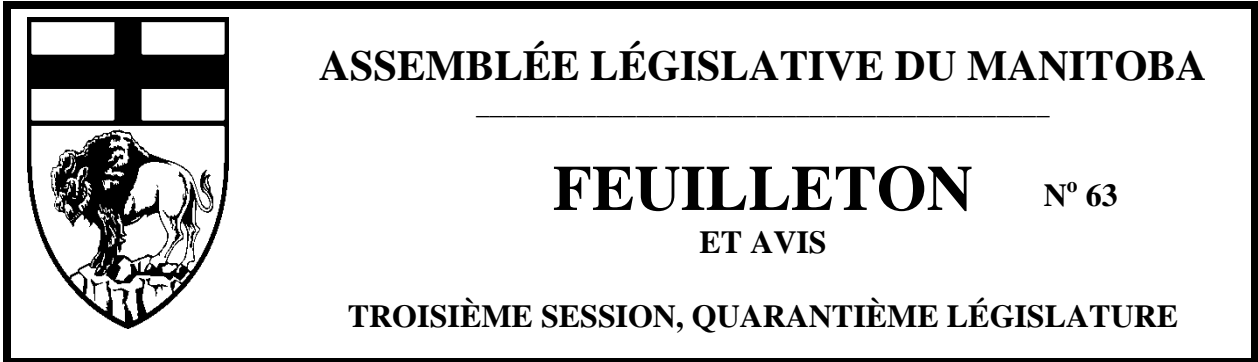 ASSEMBLÉE LÉGISLATIVE DU MANITOBA
FEUILLETON Nº 63
ET AVIS
TROISIÈME SESSION, QUARANTIÈME LÉGISLATURE